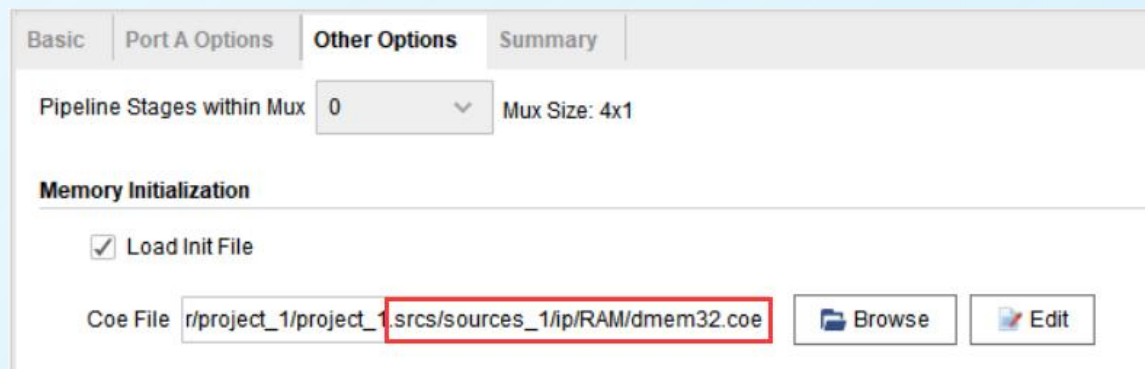 Basic Port A Options Other Options Summary
Pipeline Stages within Mux 0 Mux Size: 4x1
Memory Initialization
Load Init File
Coe File r/project_1/project_1.srcs/sources_1/ip/RAM/dmem32.coe Browse Edit